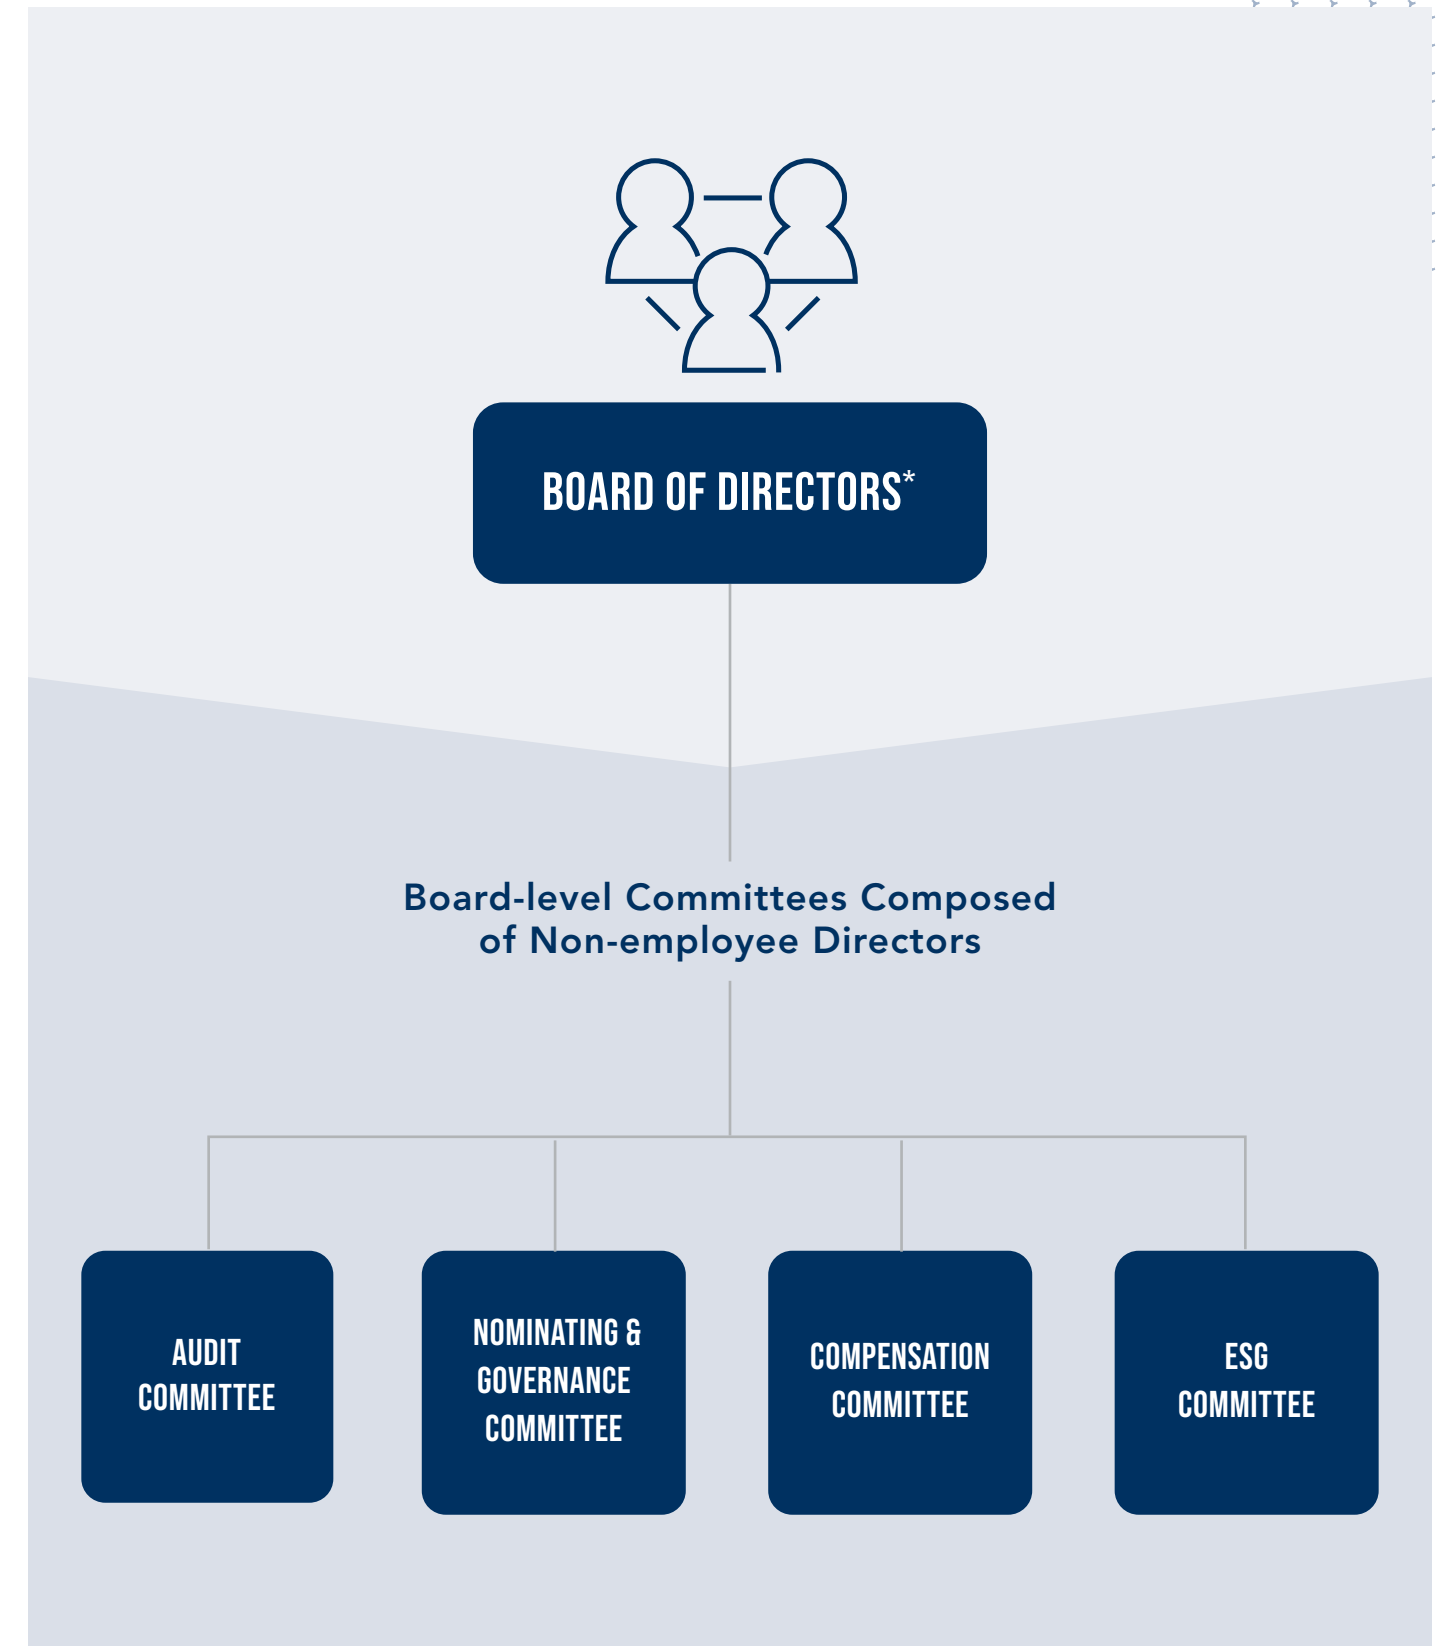 BOARD OF DIRECTORS*
Board-level Committees Composed
of Non-employee Directors
AUDIT
COMMITTEE
NOMINATING &
GOVERNANCE
COMMITTEE
COMPENSATION
COMMITTEE
ESG
COMMITTEE